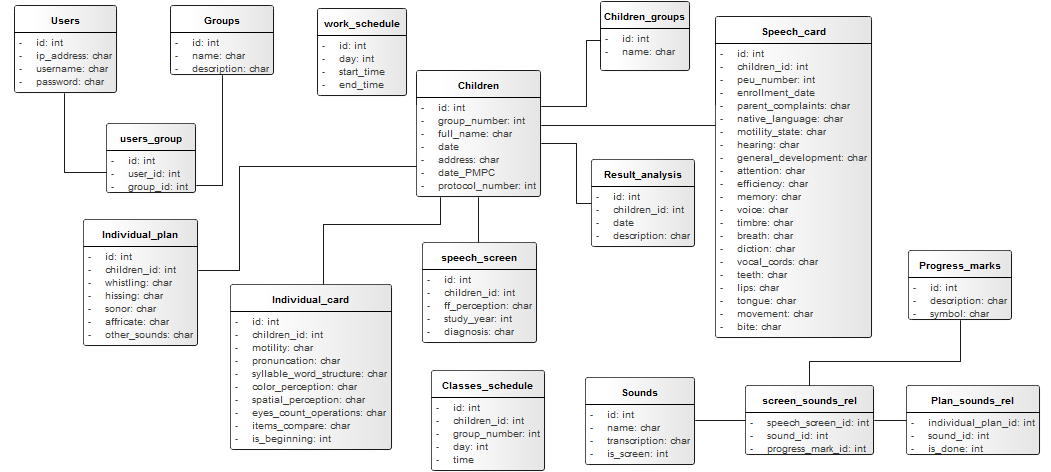 Users
- id: int
- ip_address: char
- username: char
- password: char
Groups
- id: int
- name: char
- description: char
work_schedule
- id: int
- day: int
- start_time
- end_time
Children_groups
- id: int
- name: char
Speech_card
- id: int
- children_id: int
- peu_number: int
- enrollment_date
- parent_complaints: char
- native_language: char
- motility_state: char
- hearing: char
- general_development: char
- attention: char
- efficiency: char
- memory: char
- voice: char
- timbre: char
- breath: char
- diction: char
- vocal_cords: char
- teeth: char
- lips: char
- tongue: char
- movement: char
- bite: char
Children
- id: int
- group_number: int
- full_name: char
- date
- address: char
- date_PMPC
- protocol_number: int
users_group
- id: int
- user_id: int
- group_id: int
Result_analysis
- id: int
- children_id: int
- date
- description: char
Individual_plan
- id: int
- children_id: int
- whistling: char
- hissing: char
- sonor: char
- affricate: char
- other_sounds: char
speech_screen
- id: int
- children_id: int
- ff_perception: char
- study_year: int
- diagnosis: char
Progress_marks
- id: int
- description: char
- symbol: char
Individual_card
- id: int
- children_id: int
- motility: char
- pronuncation: char
- syllable_word_structure: char
- color_perception: char
- spatial_perception: char
- eyes_count_operations: char
- items_compare: char
- is_beginning: int
Classes_schedule
- id: int
- children_id: int
- group_number: int
- day: int
- time
Sounds
- id: int
- name: char
- transcription: char
- is_screen: int
screen_sounds_rel
- speech_screen_id: int
- sound_id: int
- progress_mark_id: int
Plan_sounds_rel
- individual_plan_id: int
- sound_id: int
- is_done: int